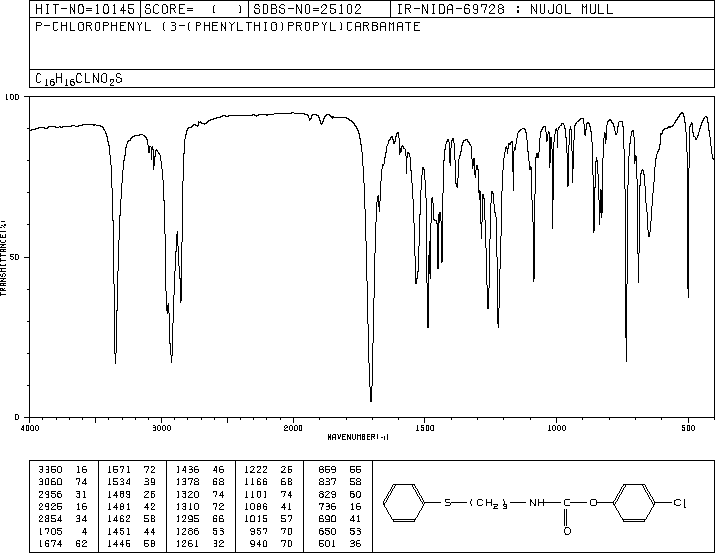 HIT-NO=10145 SCORE= ( ) SDBS-NO=25102 IR-NIDA-69728 : NUJOL MULL
P-CHLOROPHENYL (3-(PHENYLTHIO)PROPYL)CARBAMATE
C16H16CLNO2S
100
50
0
TRANSMITTANCE(%)
4000 3000 2000 1500 1000 500
WAVENUMBER(-1)
3350 16 1571 72 1436 46 1222 26 859 55
3060 74 1534 39 1378 68 1166 68 837 58
2956 31 1489 26 1320 74 1101 74 829 60
2925 16 1481 42 1310 72 1086 41 736 16
2854 34 1462 58 1295 66 1015 57 690 41
1705 4 1451 44 1286 53 957 70 650 53
1674 62 1446 58 1261 32 940 70 501 36
S (CH2)3 NH C O Cl
O